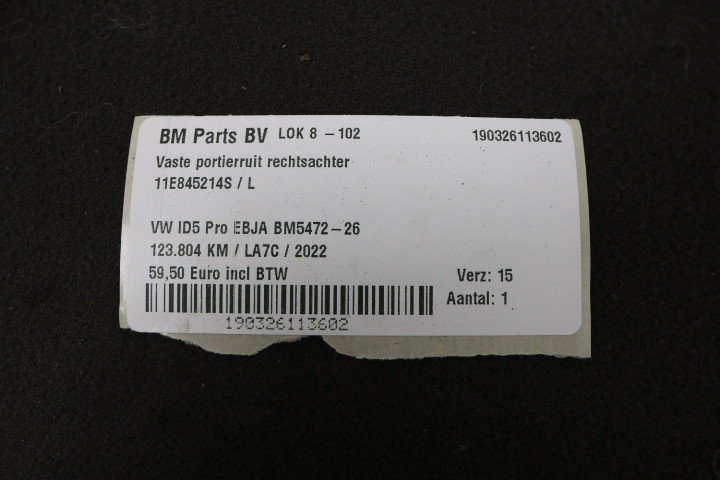 BM Parts BV LOK 8 - 102 190326113602
Vaste portierruit rechtsachter
11E845214S / L
VW ID5 Pro EBJA BM5472-26
123.804 KM / LA7C / 2022
59,50 Euro incl BTW Verz: 15
Aantal: 1
190326113602